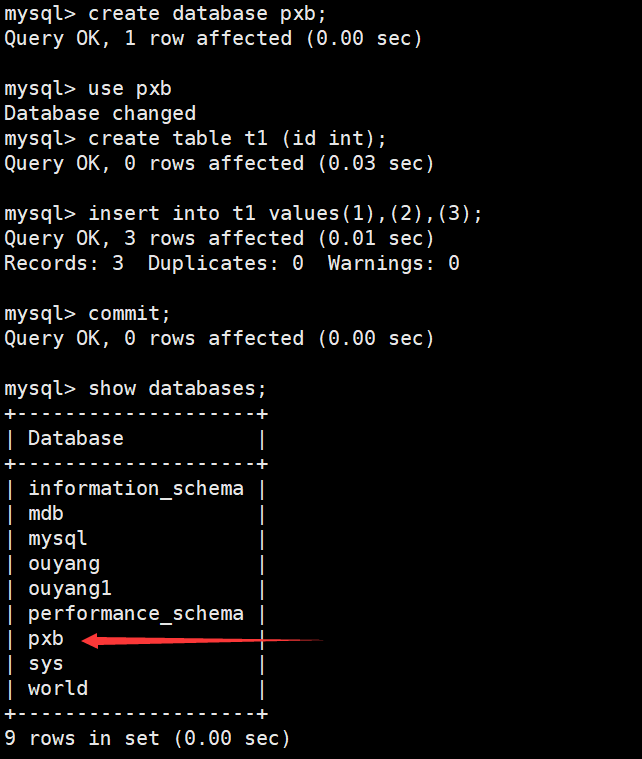 mysql> create database pxb;
Query OK, 1 row affected (0.00 sec)
mysql> use pxb
Database changed
mysql> create table t1 (id int);
Query OK, 0 rows affected (0.03 sec)
mysql> insert into t1 values(1),(2),(3);
Query OK, 3 rows affected (0.01 sec)
Records: 3  Duplicates: 0  Warnings: 0
mysql> commit;
Query OK, 0 rows affected (0.00 sec)
mysql> show databases;
+--------------------+
| Database           |
+--------------------+
| information_schema |
| mdb                |
| mysql              |
| ouyang             |
| ouyang1            |
| performance_schema |
| pxb                |
| sys                |
| world              |
+--------------------+
9 rows in set (0.00 sec)